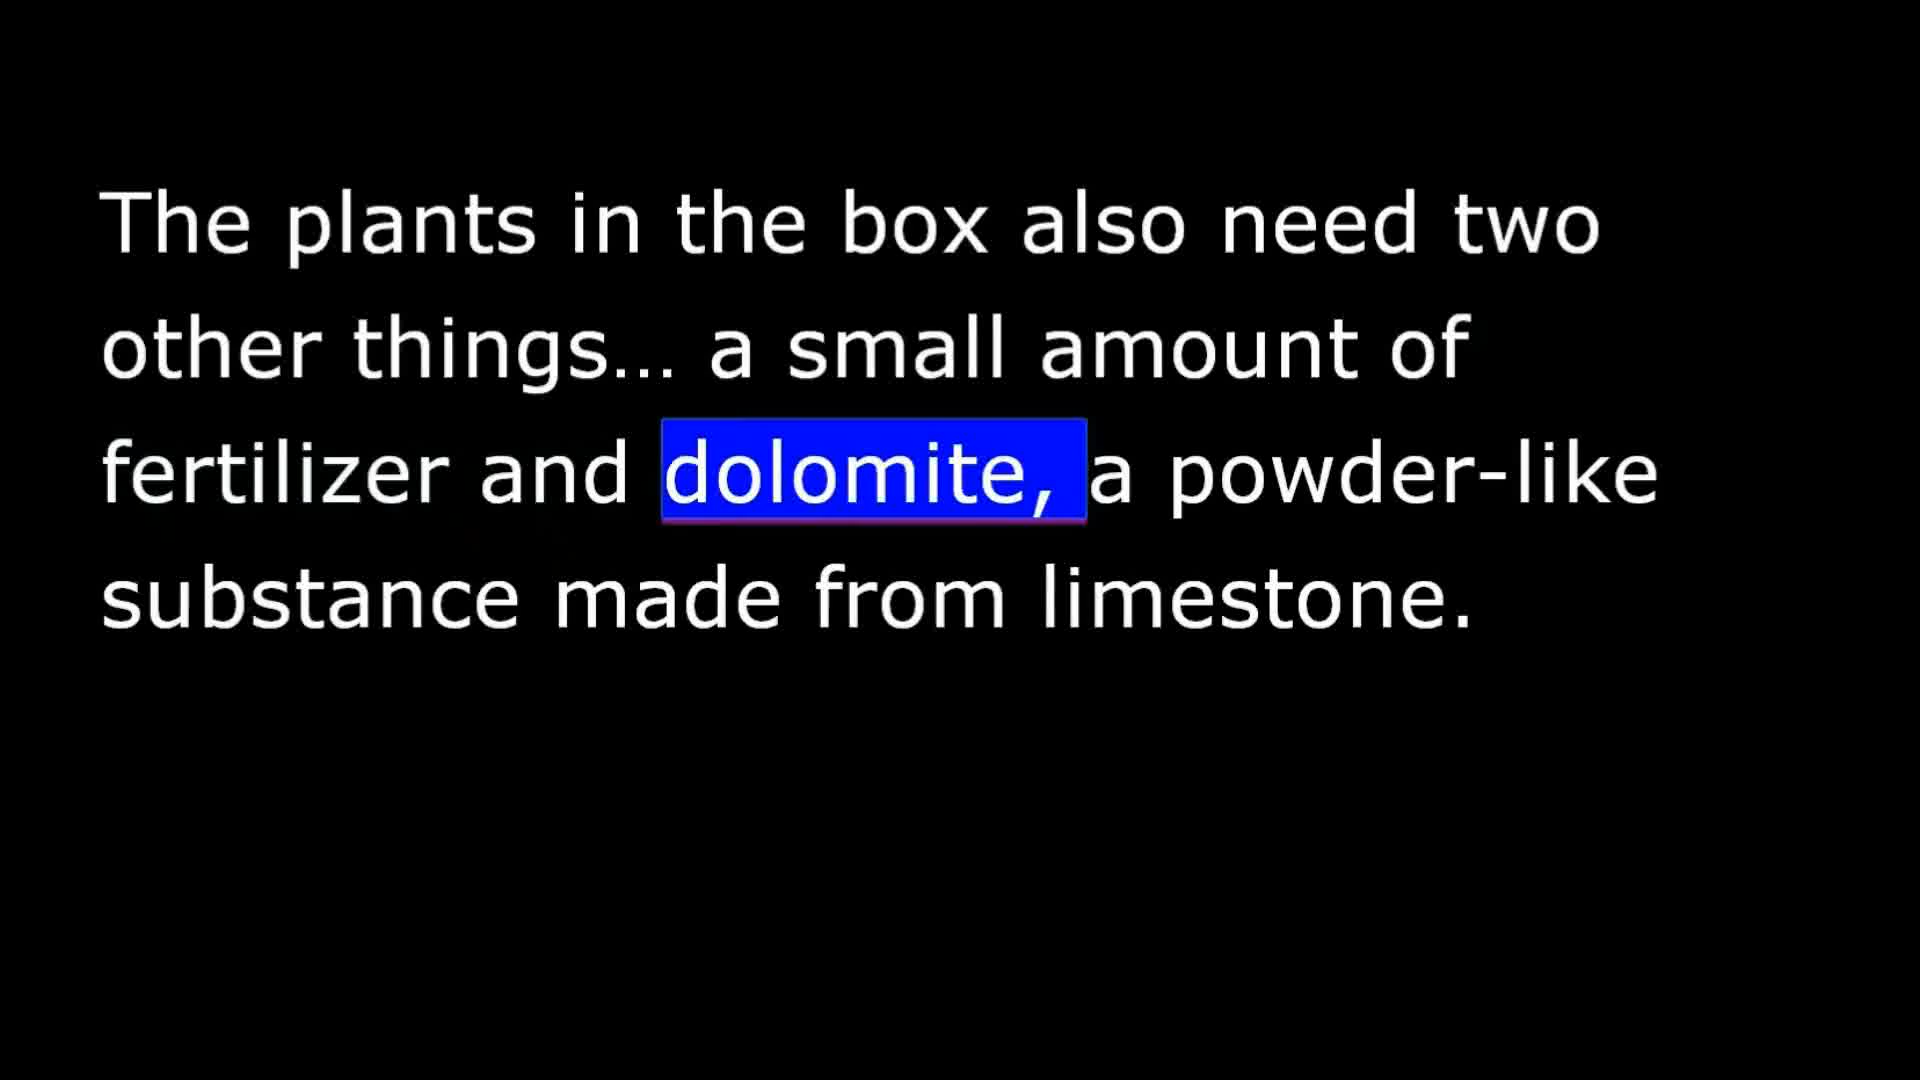 The plants in the box also need two
other things... a small amount of
fertilizer and dolomite, a powder-like
substance made from limestone.